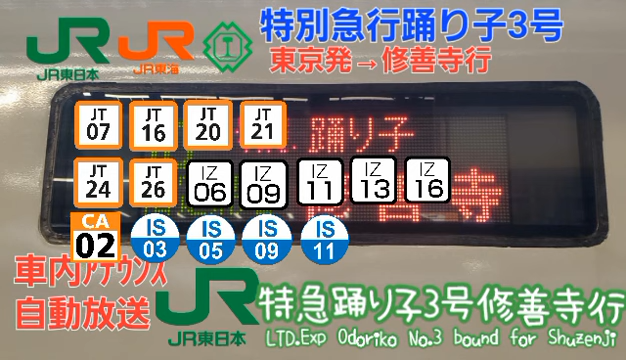 JR JR 特別急行踊り子3号
JR東日本 JR東海 東京発→修善寺行
JT 07 JT 16 JT 20 JT 21 踊り子
JT 24 JT 26 IZ 06 IZ 09 IZ 11 IZ 13 IZ 16 善寺
CA 02 IS 03 IS 05 IS 09 IS 11
車内アナウンス
自動放送
JR 特急踊り子3号修善寺行
JR東日本 LTD.Exp Odoriko No.3 bound for Shuzenji